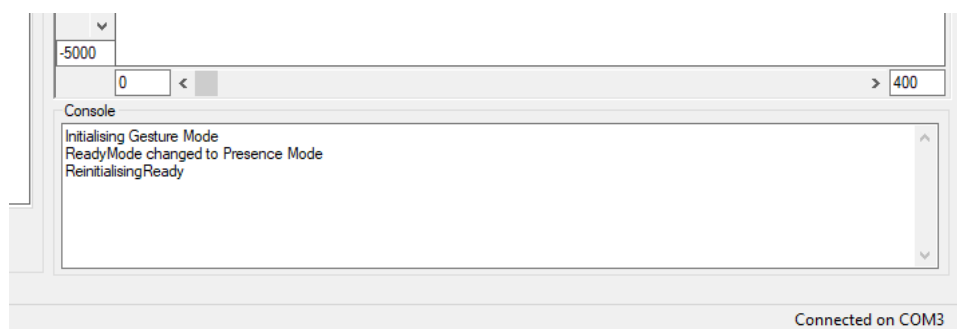 -5000
0 < > 400
Console
Initialising Gesture Mode
ReadyMode changed to Presence Mode
ReinitialisingReady
Connected on COM3